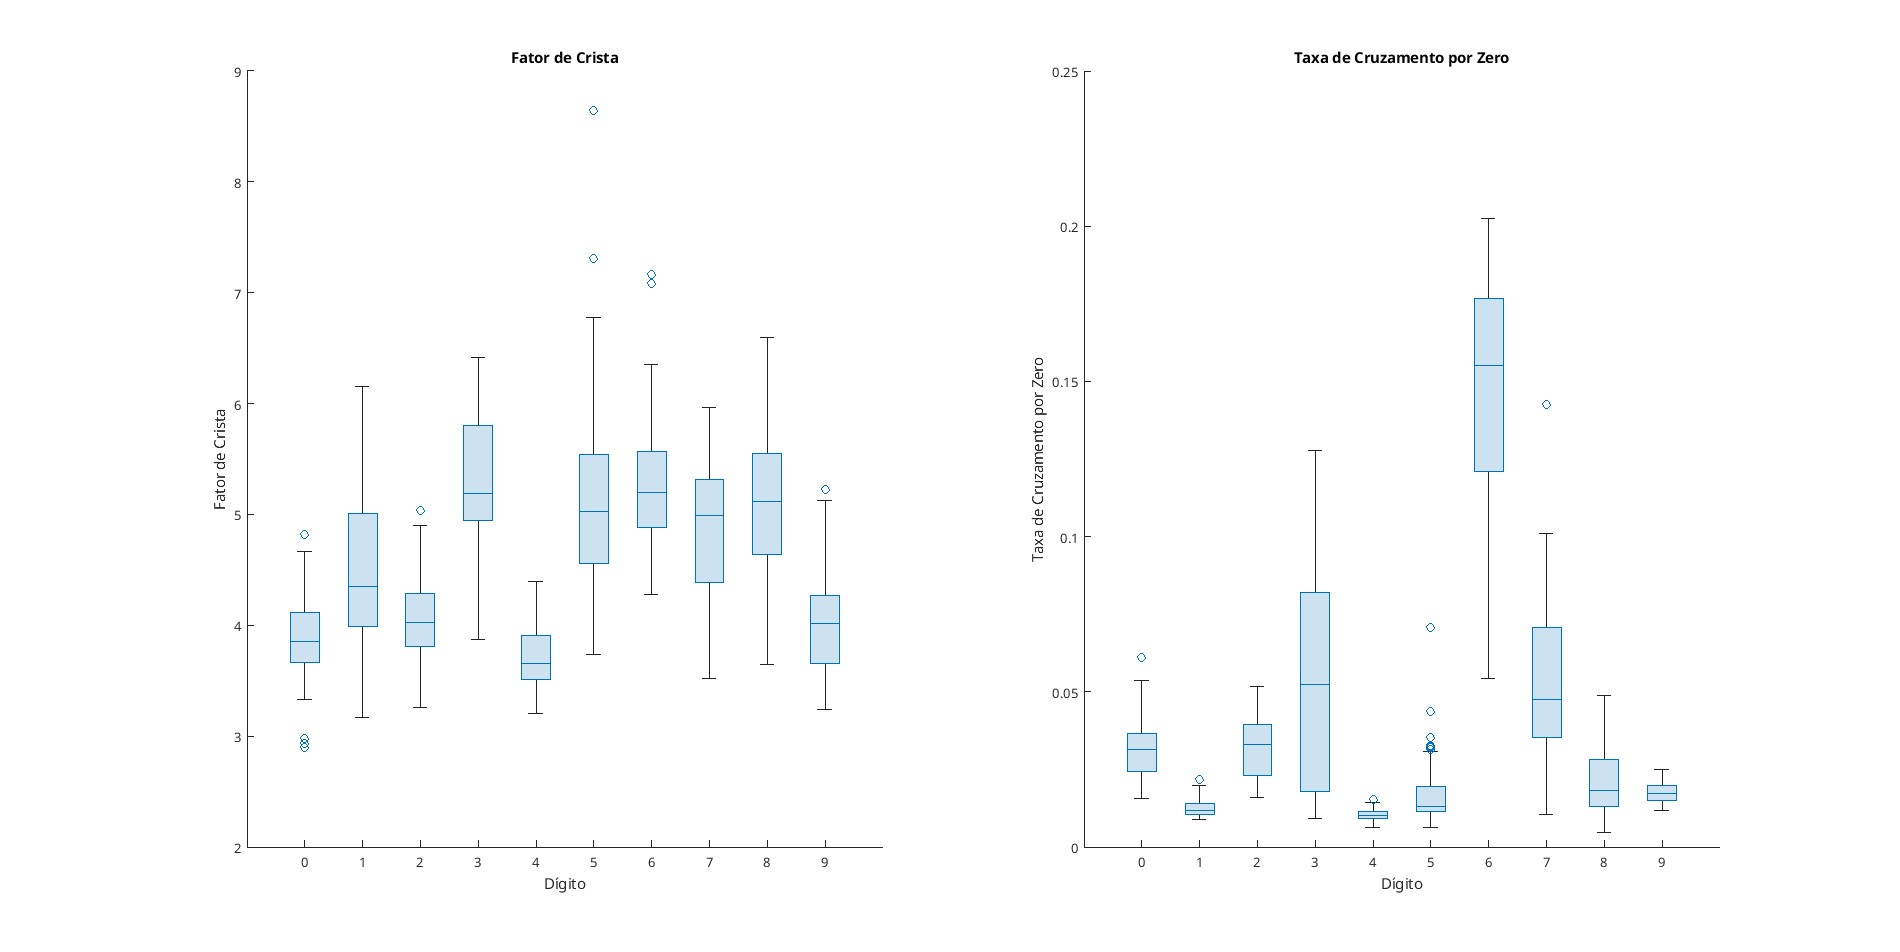 Fator de Crista
9
8
7
6
5
4
3
2
Fator de Crista
0 1 2 3 4 5 6 7 8 9
Dígito
Taxa de Cruzamento por Zero
0.25
0.2
0.15
0.1
0.05
0
Taxa de Cruzamento por Zero
0 1 2 3 4 5 6 7 8 9
Dígito